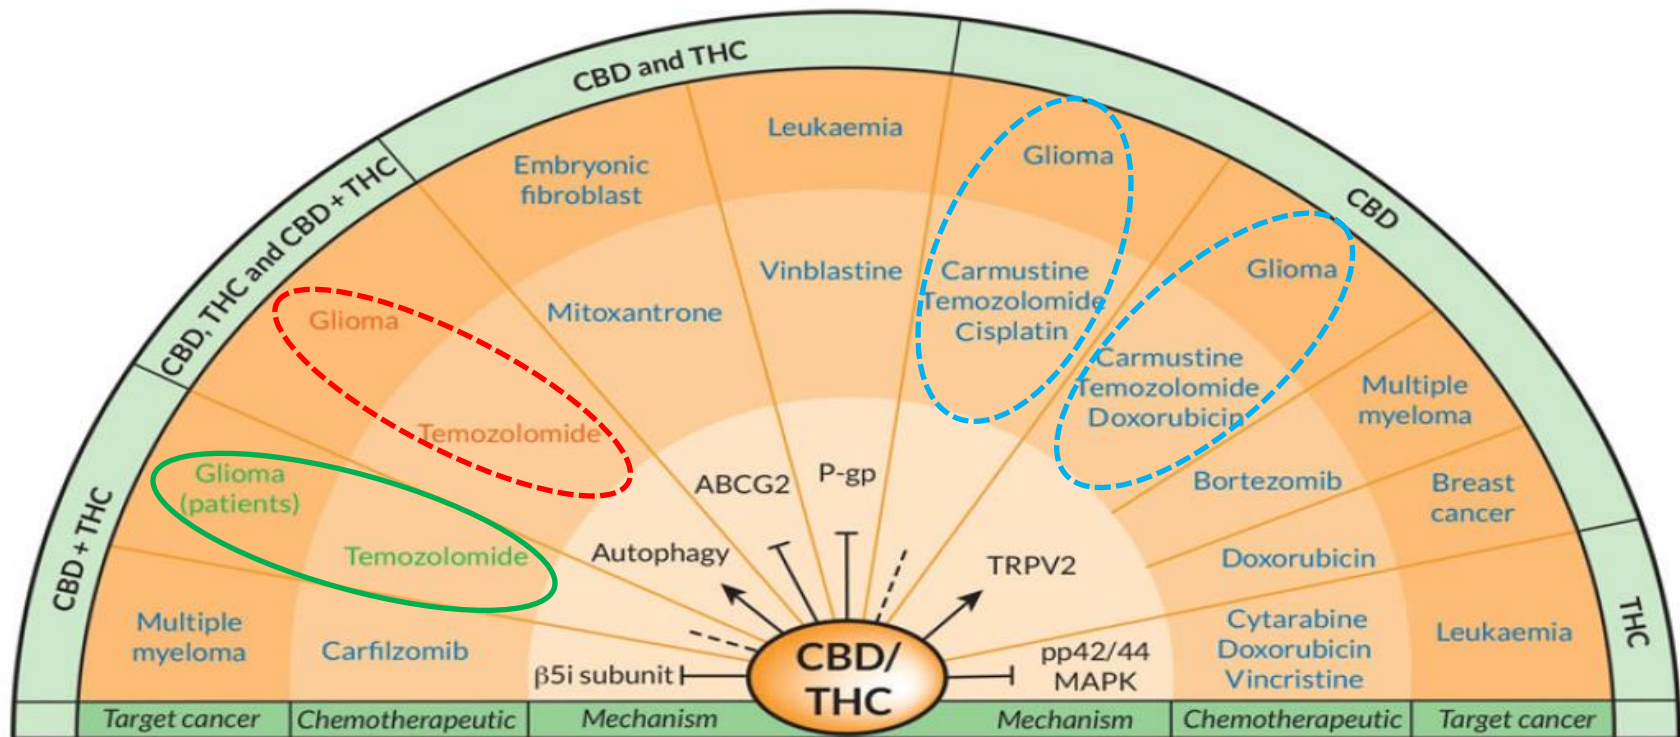 CBD and THC
CBD, THC and CBD + THC
CBD + THC
CBD
THC
Multiple
myeloma
Carfilzomib
β5i subunit
Glioma
(patients)
Temozolomide
Glioma
Temozolomide
Autophagy
Embryonic
fibroblast
Mitoxantrone
ABCG2
Leukaemia
Vinblastine
P-gp
Glioma
Carmustine
Temozolomide
Cisplatin
Glioma
Carmustine
Temozolomide
Doxorubicin
TRPV2
Multiple
myeloma
Bortezomib
Breast
cancer
Doxorubicin
Leukaemia
Cytarabine
Doxorubicin
Vincristine
pp42/44
MAPK
CBD/
THC
Target cancer
Chemotherapeutic
Mechanism
Mechanism
Chemotherapeutic
Target cancer